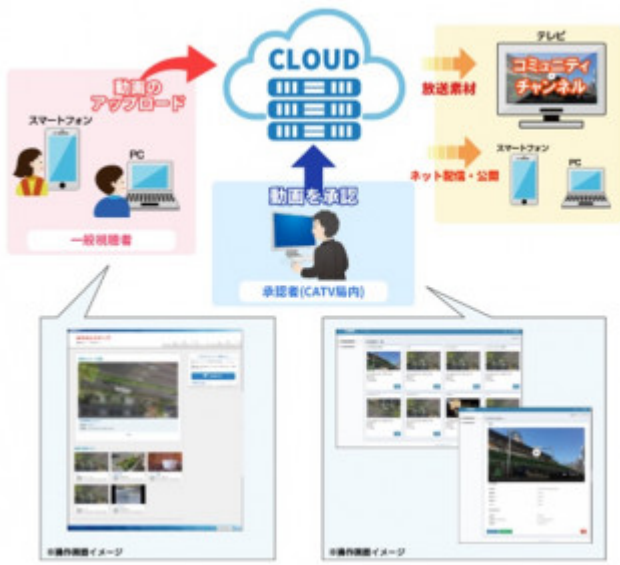 CLOUD
動画の
アップロード
スマートフォン
PC
一般視聴者
動画を承認
承認者(CATV局内)
放送素材
テレビ
コミュニティ
チャンネル
ネット配信・公開
スマートフォン
PC
※操作画面イメージ
※操作画面イメージ